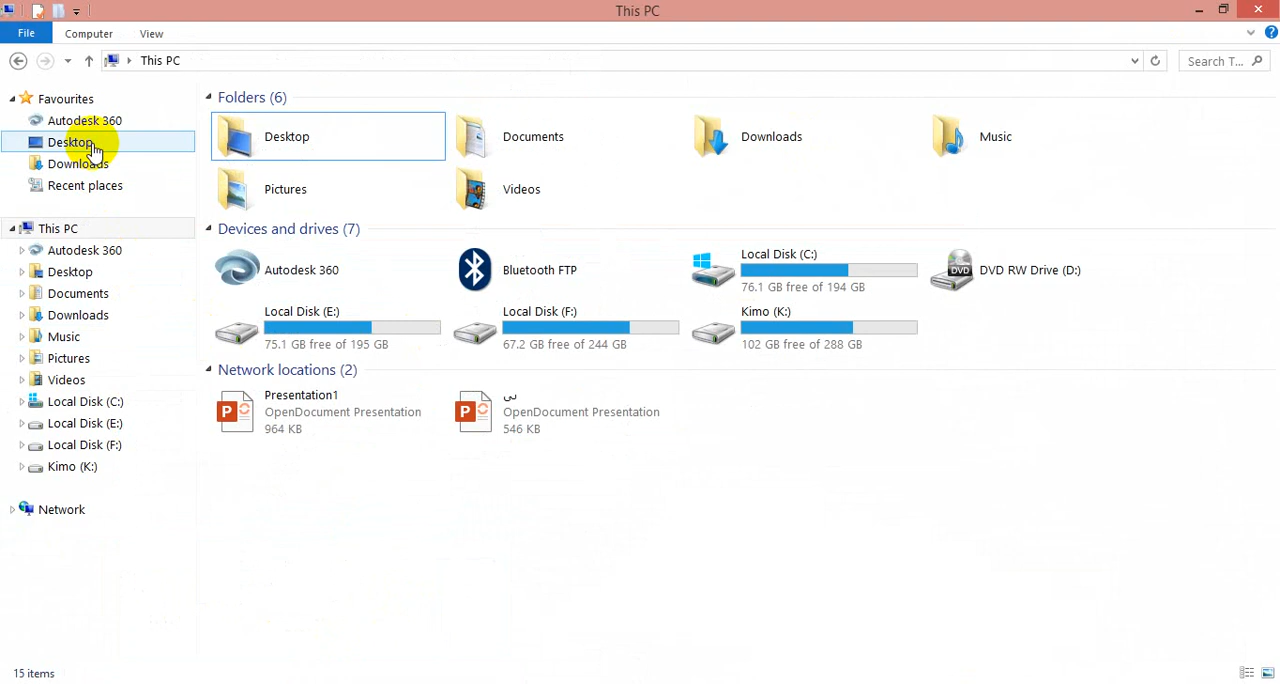 This PC
File Computer View
This PC
Search T...
Favourites
Autodesk 360
Desktop
Downloads
Recent places
This PC
Autodesk 360
Desktop
Documents
Downloads
Music
Pictures
Videos
Local Disk (C:)
Local Disk (E:)
Local Disk (F:)
Kimo (K:)
Network
Folders (6)
Desktop
Documents
Downloads
Music
Pictures
Videos
Devices and drives (7)
Autodesk 360
Bluetooth FTP
Local Disk (C:)
76.1 GB free of 194 GB
DVD
DVD RW Drive (D:)
Local Disk (E:)
75.1 GB free of 195 GB
Local Disk (F:)
67.2 GB free of 244 GB
Kimo (K:)
102 GB free of 288 GB
Network locations (2)
P
Presentation1
OpenDocument Presentation
964 KB
P
OpenDocument Presentation
546 KB
15 items